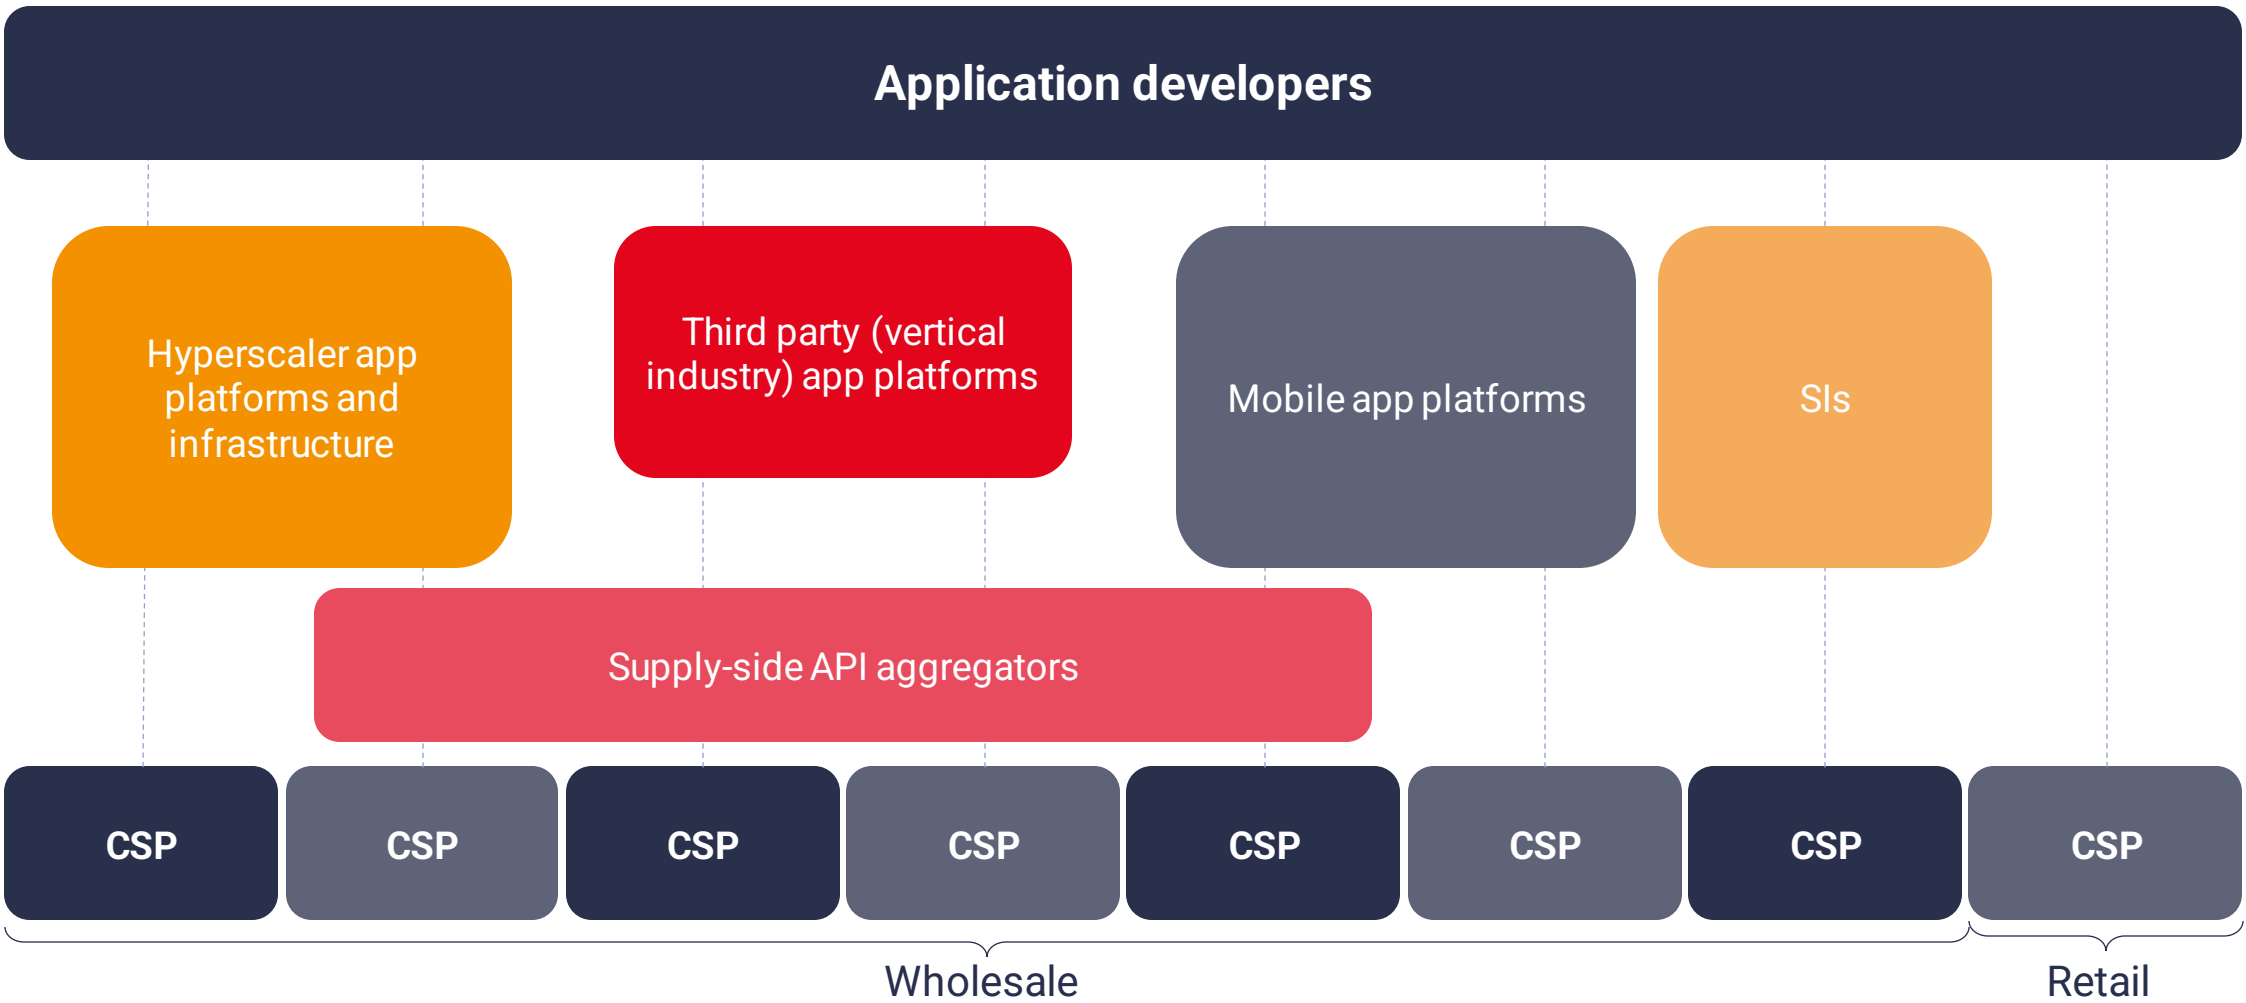 Application developers
Hyperscaler app
platforms and
infrastructure
Third party (vertical
industry) app platforms
Mobile app platforms
SIs
Supply-side API aggregators
CSP
CSP
CSP
CSP
CSP
CSP
CSP
CSP
Wholesale
Retail